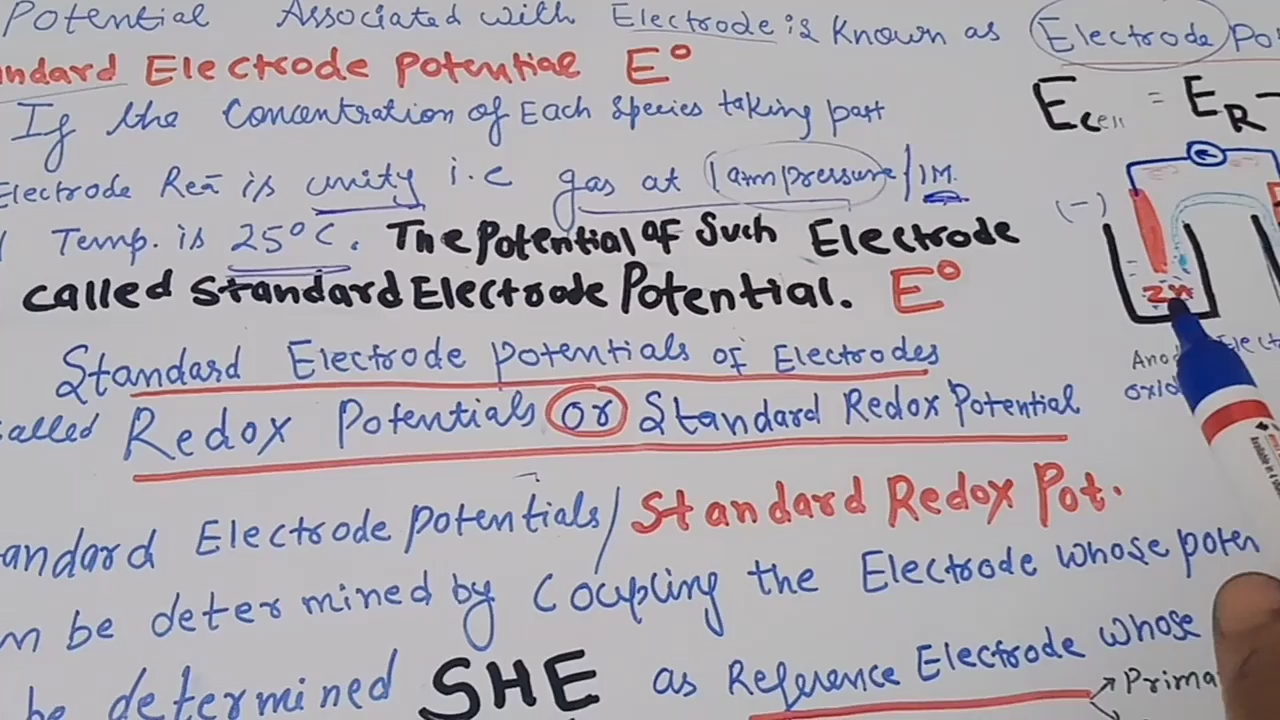 Potential Associated with Electrode is Known as Electrode Po
ndard Electrode Potential E°
If the Concentration of Each Species taking part
Electrode Reā is unity i.e gas at 1 atm pressure / 1M.
Temp. is 25°C. The Potential of Such Electrode
called Standard Electrode Potential. E°
Standard Electrode Potentials of Electrodes
alled Redox Potentials or Standard Redox Potential
andard Electrode potentials/Standard Redox Pot.
n be determined by Coupling the Electrode whose poten
be determined SHE as Reference Electrode whose
Prima
Ecell = ER -
(-)
Zn
Ano Elect
oxid